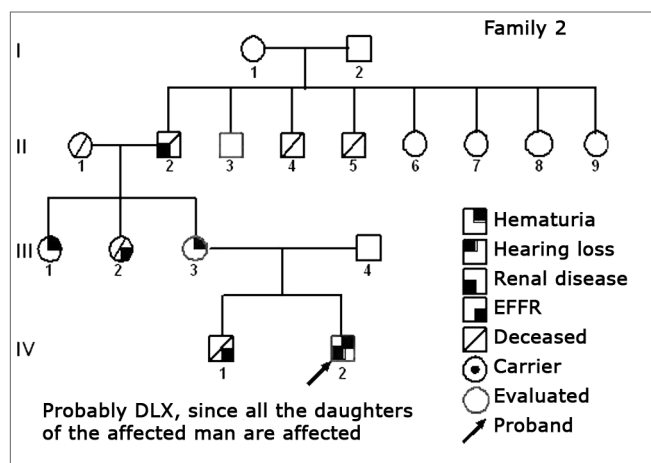 Family 2
I
1 2
II
1 2 3 4 5 6 7 8 9
III
1 2 3 4
IV
1 2
Hematuria
Hearing loss
Renal disease
EFFR
Deceased
Carrier
Evaluated
Proband
Probably DLX, since all the daughters
of the affected man are affected